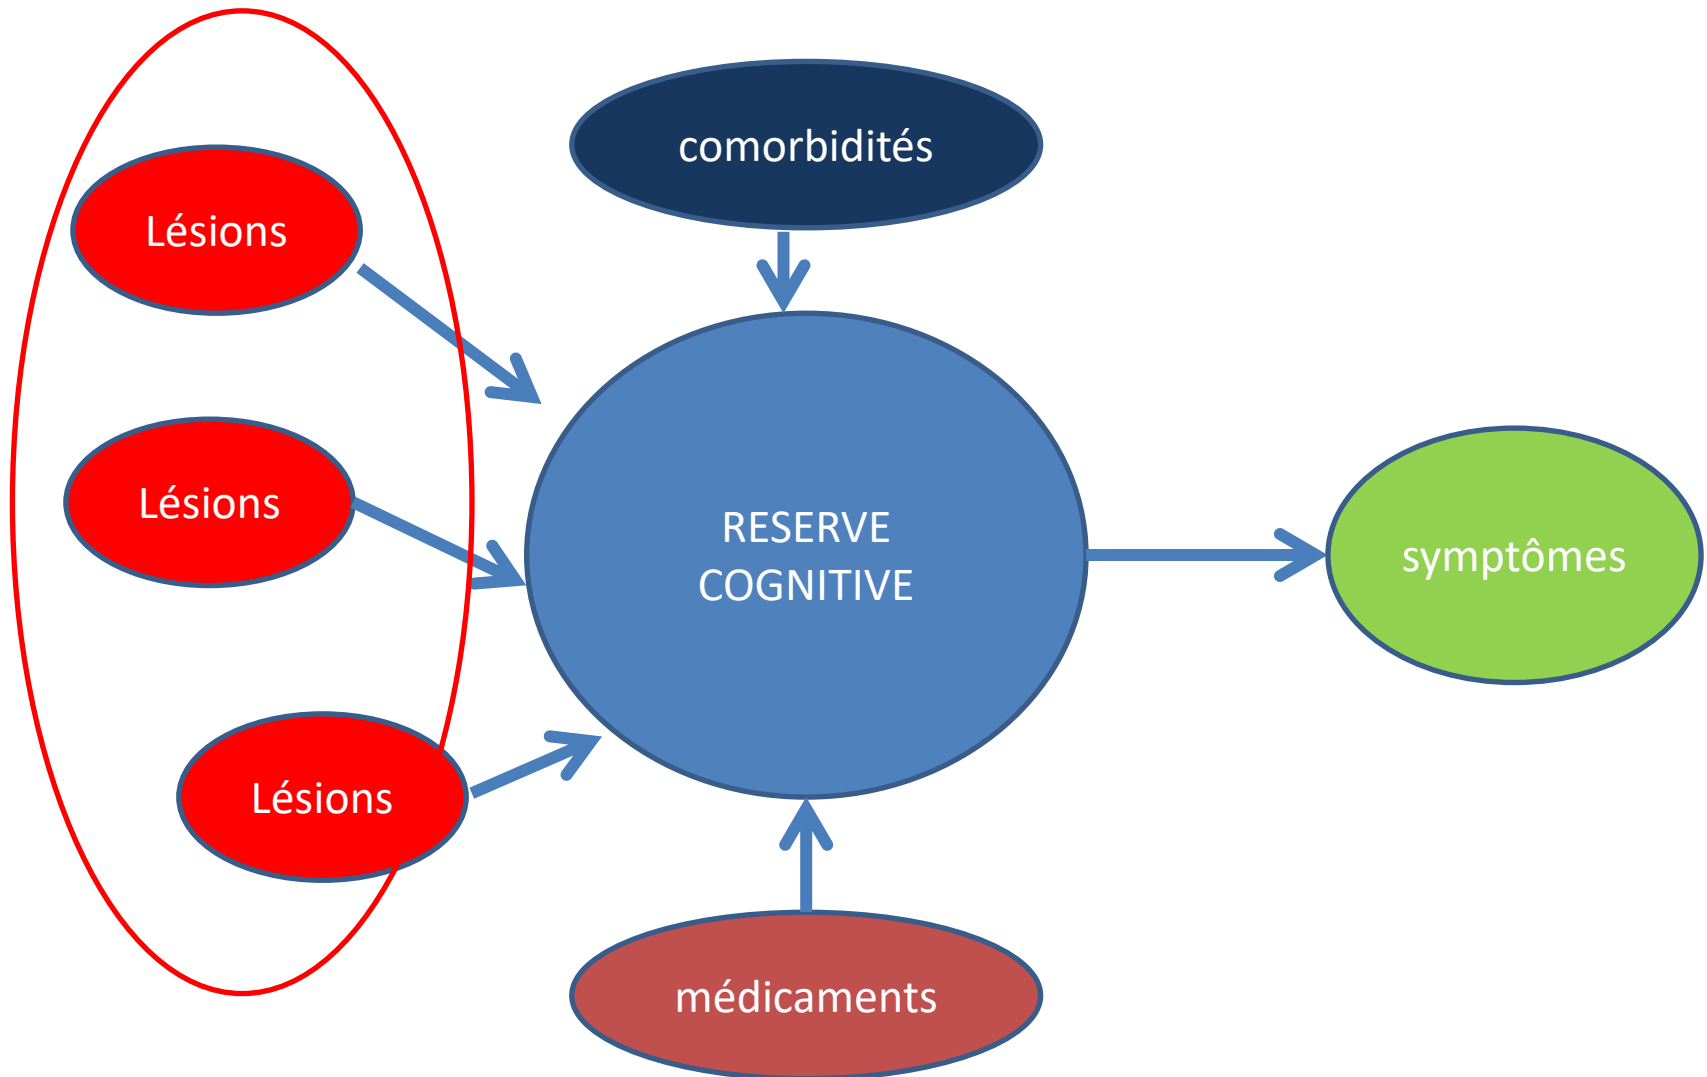 comorbidités
Lésions
Lésions
RESERVE
COGNITIVE
symptômes
Lésions
médicaments